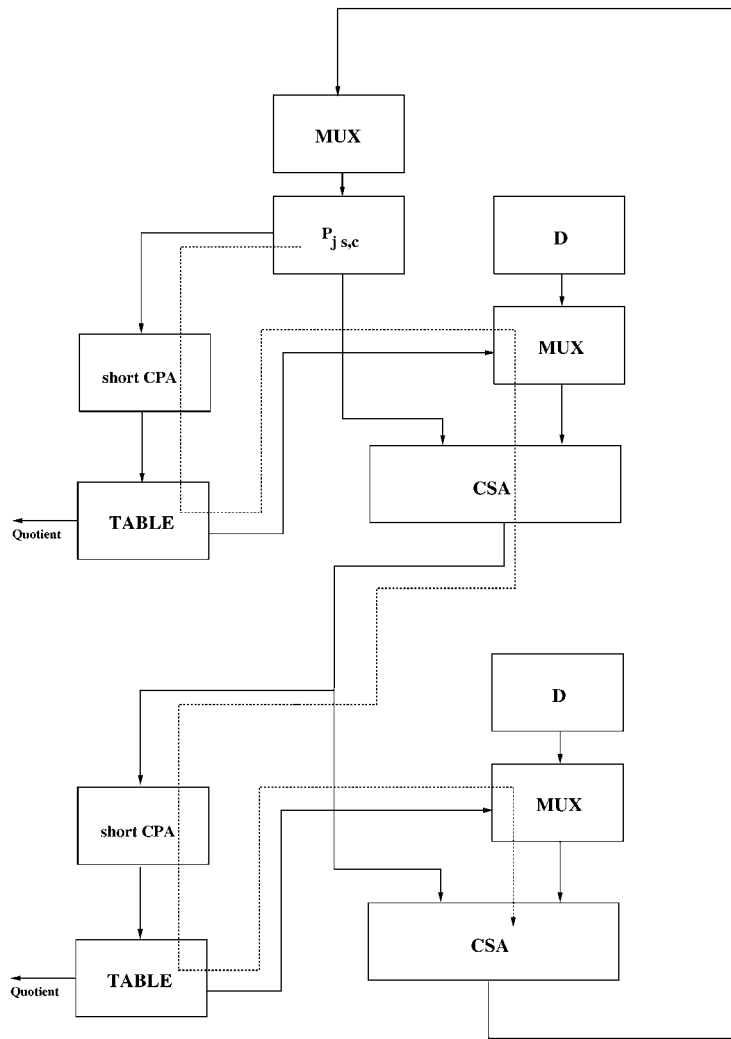 MUX
P j s,c
D
MUX
short CPA
CSA
TABLE
Quotient
D
MUX
short CPA
CSA
TABLE
Quotient